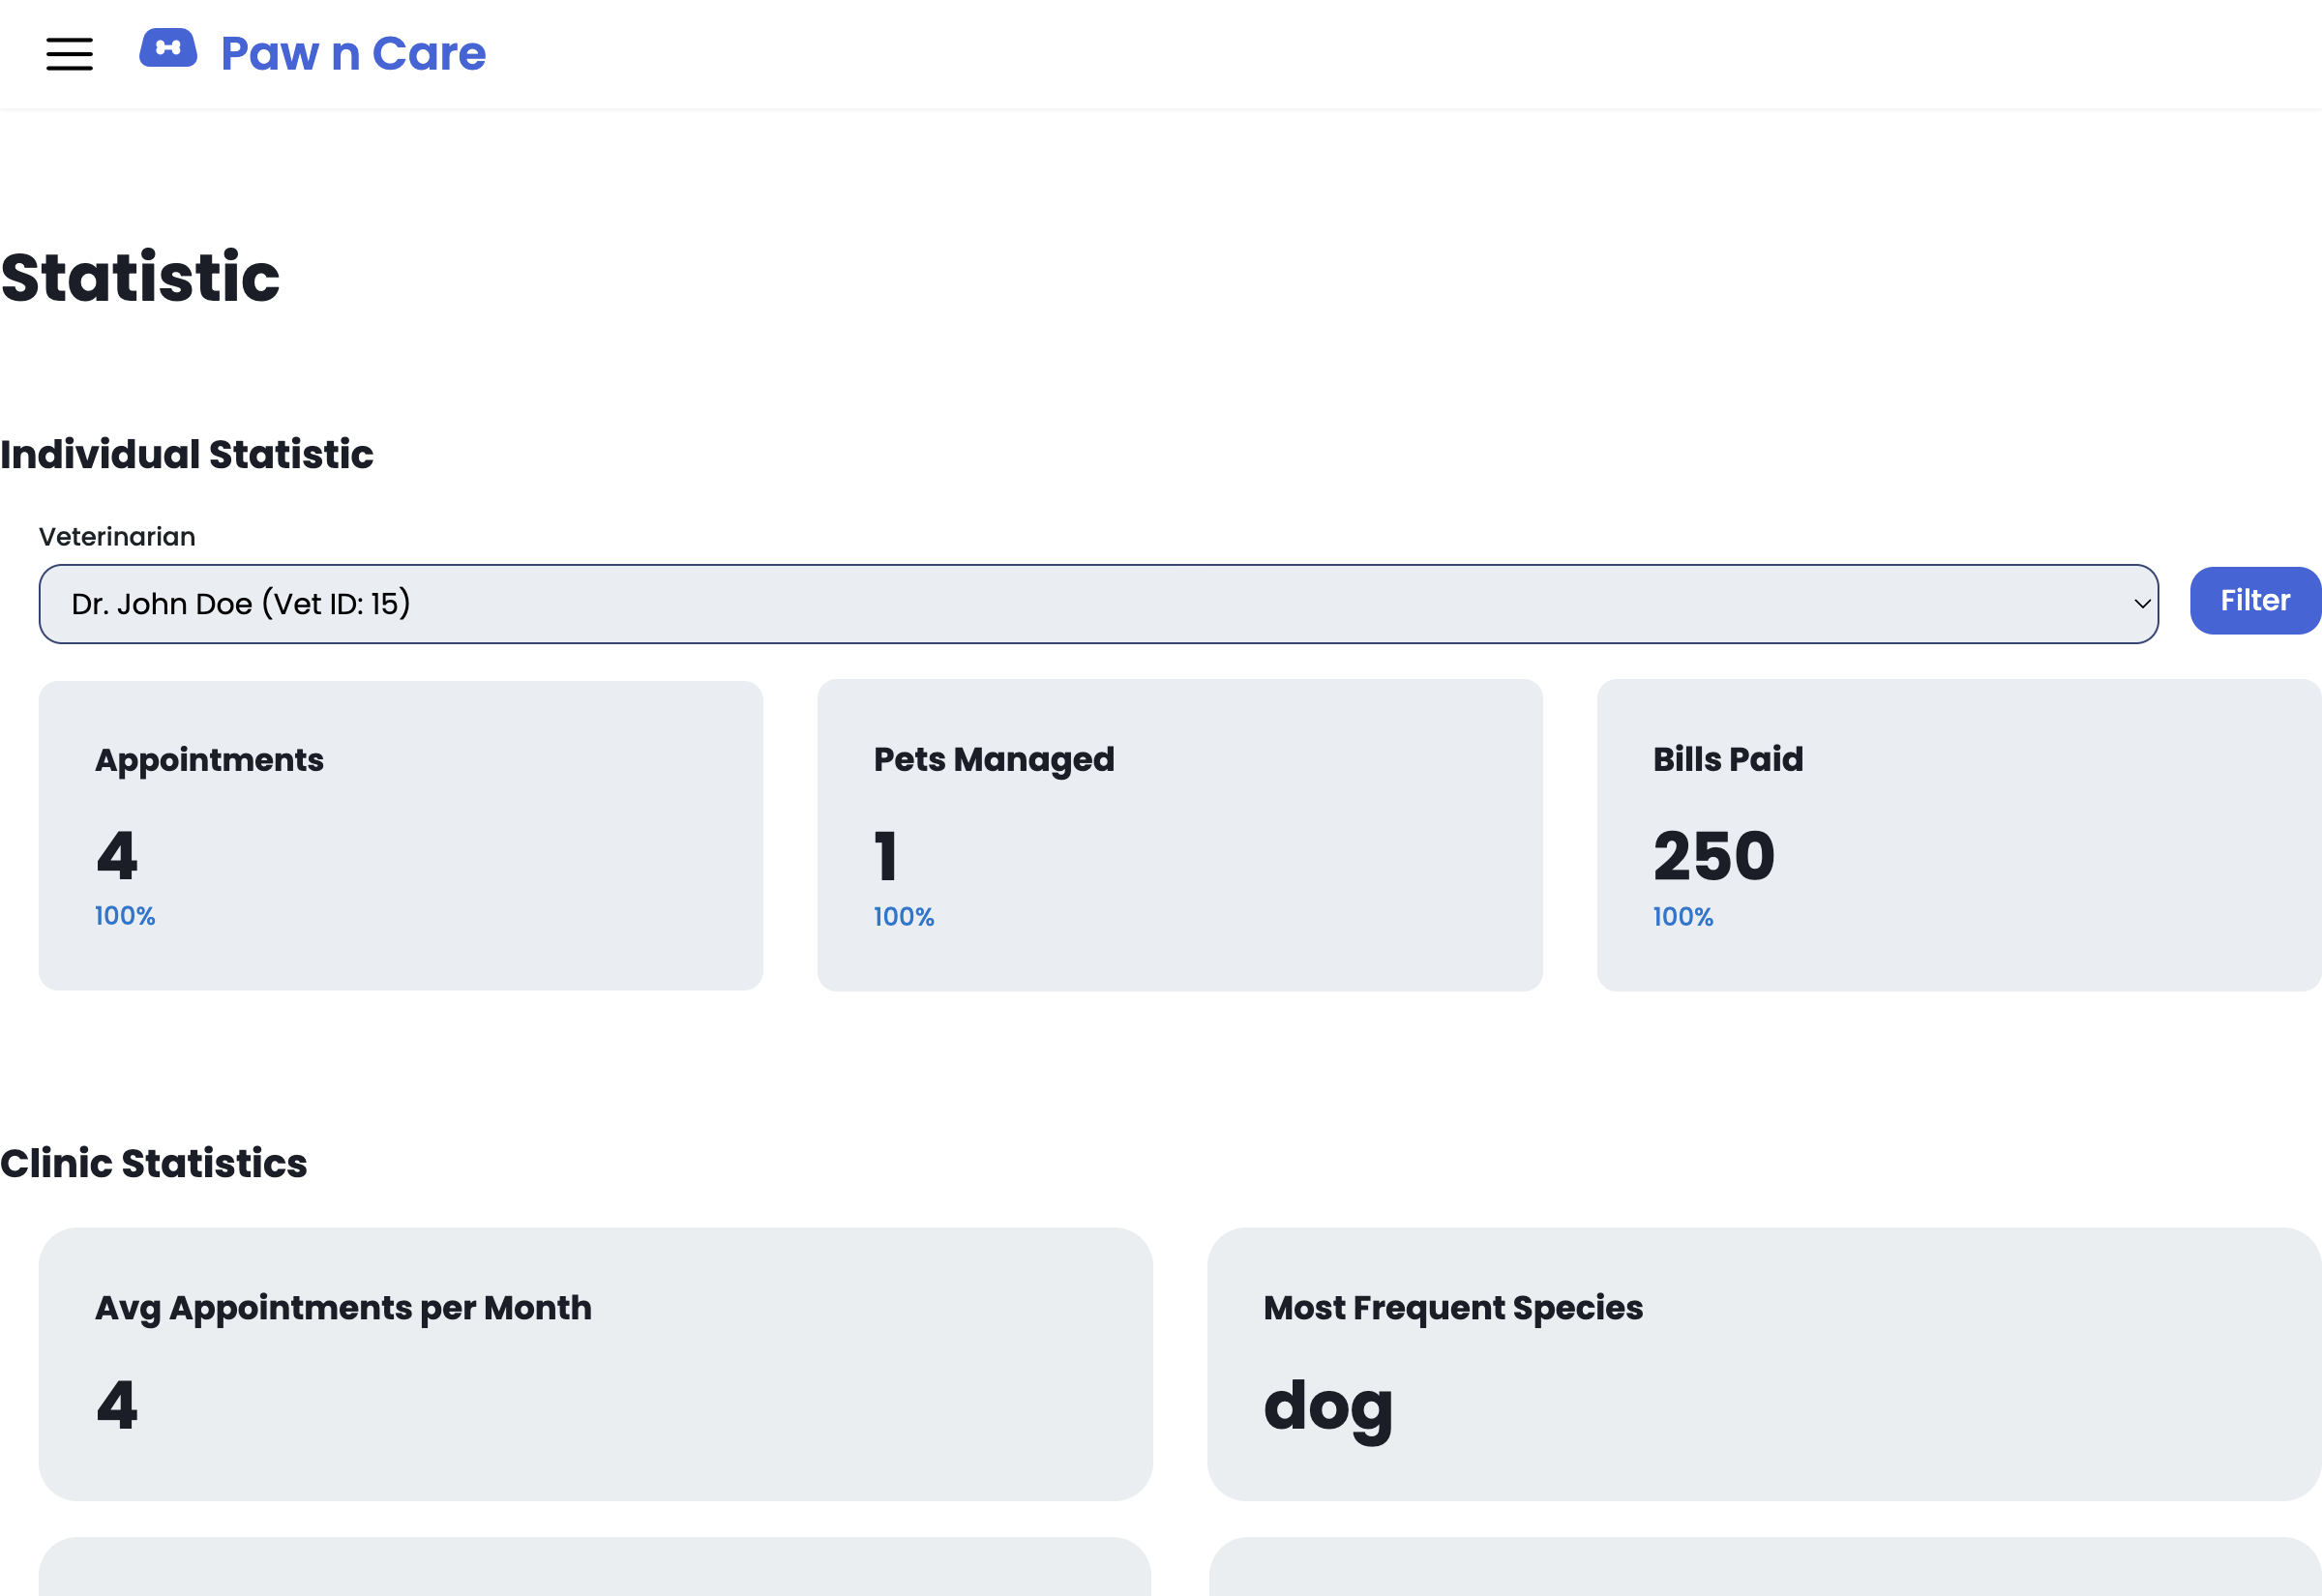 Paw n Care
Statistic
Individual Statistic
Veterinarian
Dr. John Doe (Vet ID: 15)
Filter
Appointments
4
100%
Pets Managed
1
100%
Bills Paid
250
100%
Clinic Statistics
Avg Appointments per Month
4
Most Frequent Species
dog